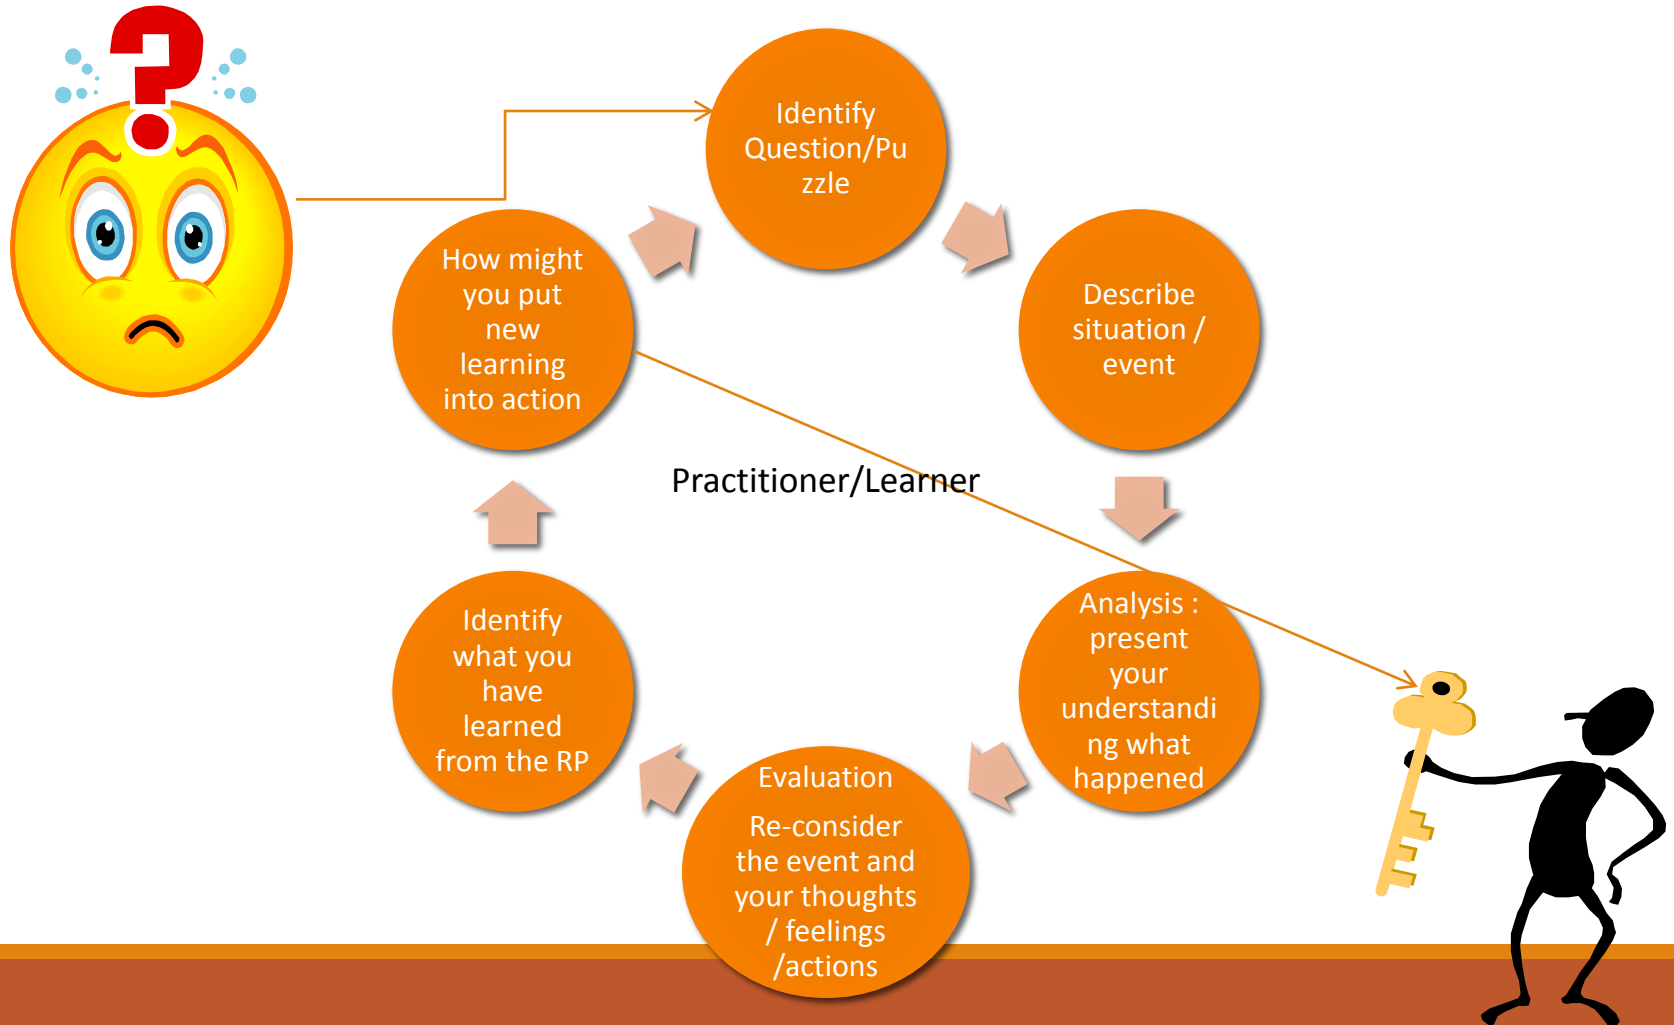 ?
Identify
Question/Pu
zzle
Describe
situation /
event
Analysis :
present
your
understandi
ng what
happened
Evaluation
Re-consider
the event and
your thoughts
/ feelings
/actions
Identify
what you
have
learned
from the RP
How might
you put
new
learning
into action
Practitioner/Learner